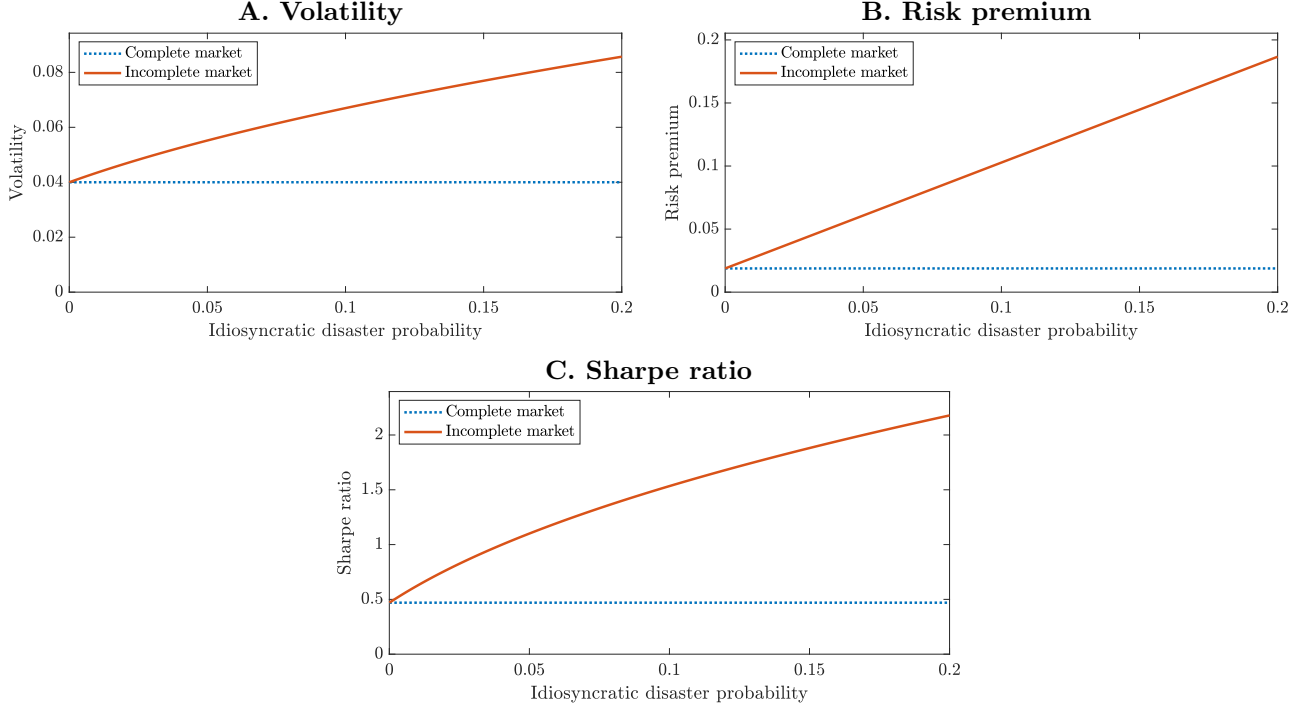 A. Volatility
Complete market
Incomplete market
0.08
0.06
0.04
0.02
0
Volatility
0
0.05
0.1
0.15
0.2
Idiosyncratic disaster probability
B. Risk premium
Complete market
Incomplete market
0.2
0.15
0.1
0.05
0
Risk premium
0
0.05
0.1
0.15
0.2
Idiosyncratic disaster probability
C. Sharpe ratio
Complete market
Incomplete market
2
1.5
1
0.5
0
Sharpe ratio
0
0.05
0.1
0.15
0.2
Idiosyncratic disaster probability